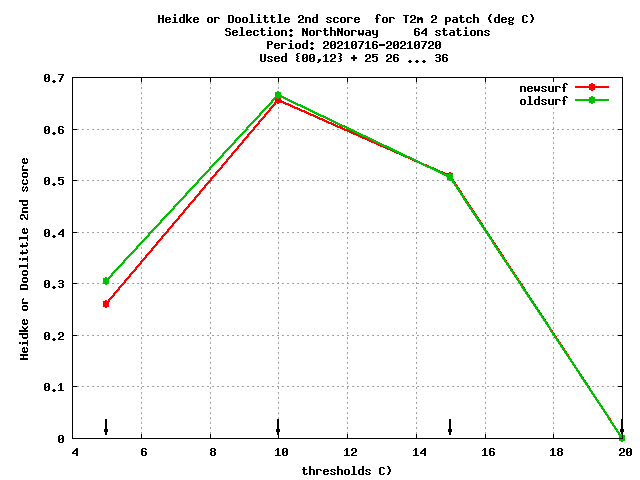 Heidke or Doolittle 2nd score  for T2m 2 patch (deg C)
Selection: NorthNorway     64 stations
Period: 20210716-20210720
Used {00,12} + 25 26 ... 36
newsurf
oldsurf
Heidke or Doolittle 2nd score
0.7
0.6
0.5
0.4
0.3
0.2
0.1
0
4 6 8 10 12 14 16 18 20
thresholds C)